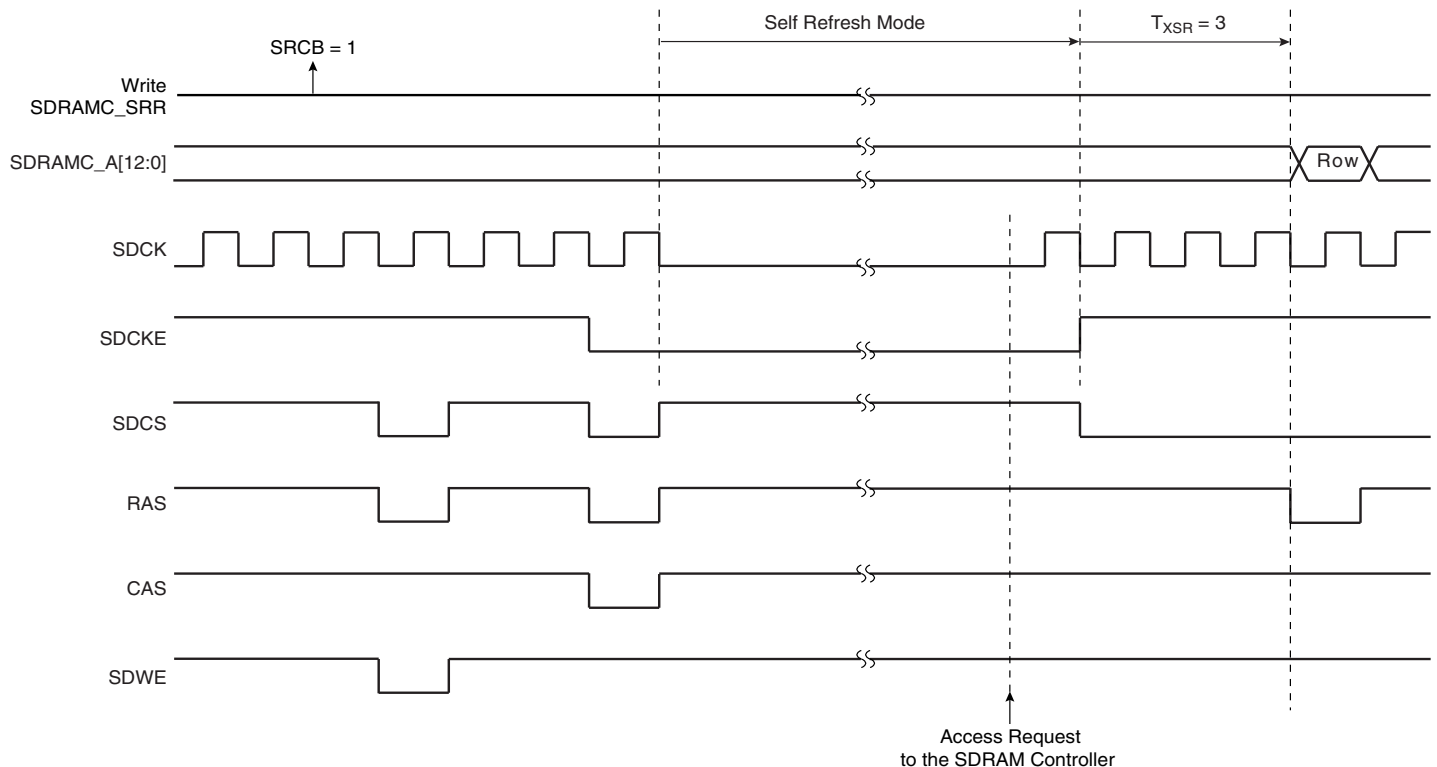 Self Refresh Mode
T_XSR = 3
SRCB = 1
Write
SDRAMC_SRR
SDRAMC_A[12:0]
Row
SDCK
SDCKE
SDCS
RAS
CAS
SDWE
Access Request
to the SDRAM Controller